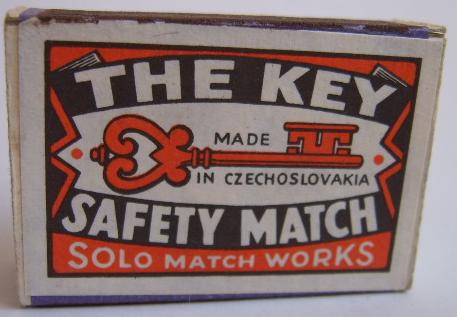 THE KEY
MADE
IN CZECHOSLOVAKIA
SAFETY MATCH
SOLO MATCH WORKS